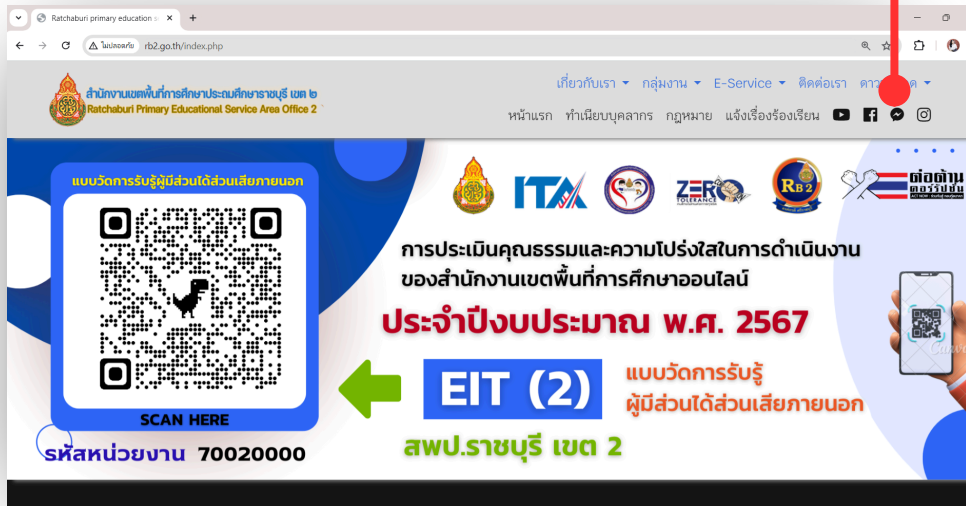 Ratchaburi primary education
ไม่ปลอดภัย rb2.go.th/index.php
สำนักงานเขตพื้นที่การศึกษาประถมศึกษาราชบุรี เขต ๒
Ratchaburi Primary Educational Service Area Office 2
เกี่ยวกับเรา กลุ่มงาน E-Service ติดต่อเรา
หน้าแรก ทำเนียบบุคลากร กฎหมาย แจ้งเรื่องร้องเรียน
แบบวัดการรับรู้ผู้มีส่วนได้ส่วนเสียภายนอก
SCAN HERE
รหัสหน่วยงาน 70020000
ITA ZERO TOLERANCE RB2 ต่อต้าน คอร์รัปชัน
การประเมินคุณธรรมและความโปร่งใสในการดำเนินงาน
ของสำนักงานเขตพื้นที่การศึกษาออนไลน์
ประจำปีงบประมาณ พ.ศ. 2567
EIT (2)
แบบวัดการรับรู้
ผู้มีส่วนได้ส่วนเสียภายนอก
สพป.ราชบุรี เขต 2
Canva